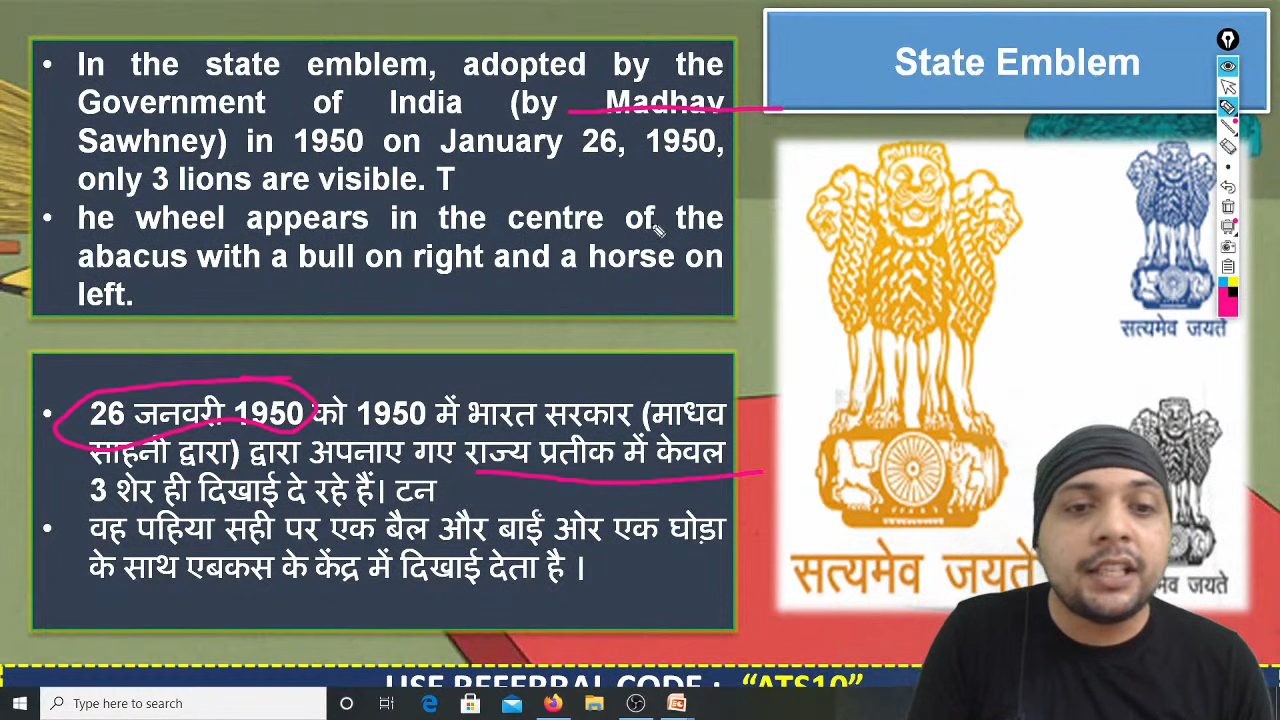 State Emblem
In the state emblem, adopted by the
Government of India (by Madhav
Sawhney) in 1950 on January 26, 1950,
only 3 lions are visible. T
he wheel appears in the centre of the
abacus with a bull on right and a horse on
left.
26 जनवरी 1950 को 1950 में भारत सरकार (माधव
साहनी द्वारा) द्वारा अपनाए गए राज्य प्रतीक में केवल
3 शेर ही दिखाई दे रहे हैं। टन
वह पहिया सही पर एक बैल और बाईं ओर एक घोड़ा
के साथ एबकस के केंद्र में दिखाई देता है ।
सत्यमेव जयते
सत्यमेव जयते
जयते
USE REFERRAL CODE : “ATS10”
Type here to search